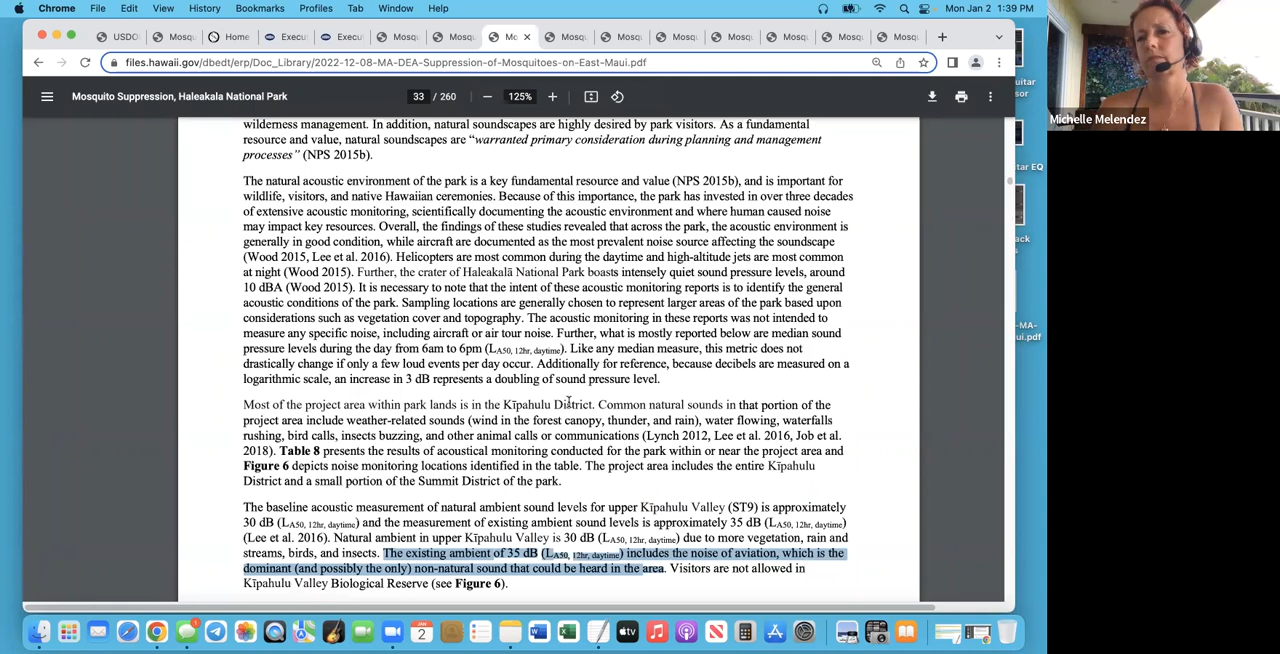 Chrome File Edit View History Bookmarks Profiles Tab Window Help Mon Jan 2 1:39 PM
USDO Mosqu Home Execu Execu Mosqu Mosqu Mo Mosqu Mosqu Mosqu Mosqu Mosqu Mosqu Mosqu
files.hawaii.gov/dbedt/erp/Doc_Library/2022-12-08-MA-DEA-Suppression-of-Mosquitoes-on-East-Maui.pdf
Mosquito Suppression, Haleakala National Park 33 / 260 125%
wilderness management. In addition, natural soundscapes are highly desired by park visitors. As a fundamental
resource and value, natural soundscapes are “warranted primary consideration during planning and management
processes” (NPS 2015b).
The natural acoustic environment of the park is a key fundamental resource and value (NPS 2015b), and is important for
wildlife, visitors, and native Hawaiian ceremonies. Because of this importance, the park has invested in over three decades
of extensive acoustic monitoring, scientifically documenting the acoustic environment and where human caused noise
may impact key resources. Overall, the findings of these studies revealed that across the park, the acoustic environment is
generally in good condition, while aircraft are documented as the most prevalent noise source affecting the soundscape
(Wood 2015, Lee et al. 2016). Helicopters are most common during the daytime and high-altitude jets are most common
at night (Wood 2015). Further, the crater of Haleakalā National Park boasts intensely quiet sound pressure levels, around
10 dBA (Wood 2015). It is necessary to note that the intent of these acoustic monitoring reports is to identify the general
acoustic conditions of the park. Sampling locations are generally chosen to represent larger areas of the park based upon
considerations such as vegetation cover and topography. The acoustic monitoring in these reports was not intended to
measure any specific noise, including aircraft or air tour noise. Further, what is mostly reported below are median sound
pressure levels during the day from 6am to 6pm (LA50, 12hr, daytime). Like any median measure, this metric does not
drastically change if only a few loud events per day occur. Additionally for reference, because decibels are measured on a
logarithmic scale, an increase in 3 dB represents a doubling of sound pressure level.
Most of the project area within park lands is in the Kīpahulu District. Common natural sounds in that portion of the
project area include weather-related sounds (wind in the forest canopy, thunder, and rain), water flowing, waterfalls
rushing, bird calls, insects buzzing, and other animal calls or communications (Lynch 2012, Lee et al. 2016, Job et al.
2018). Table 8 presents the results of acoustical monitoring conducted for the park within or near the project area and
Figure 6 depicts noise monitoring locations identified in the table. The project area includes the entire Kīpahulu
District and a small portion of the Summit District of the park.
The baseline acoustic measurement of natural ambient sound levels for upper Kīpahulu Valley (ST9) is approximately
30 dB (LA50, 12hr, daytime) and the measurement of existing ambient sound levels is approximately 35 dB (LA50, 12hr, daytime)
(Lee et al. 2016). Natural ambient in upper Kīpahulu Valley is 30 dB (LA50, 12hr, daytime) due to more vegetation, rain and
streams, birds, and insects. The existing ambient of 35 dB (LA50, 12hr, daytime) includes the noise of aviation, which is the
dominant (and possibly the only) non-natural sound that could be heard in the area. Visitors are not allowed in
Kīpahulu Valley Biological Reserve (see Figure 6).
Michelle Melendez
uitar
sor
ant IN
tar EQ
ack
s
-MA-
ui.pdf